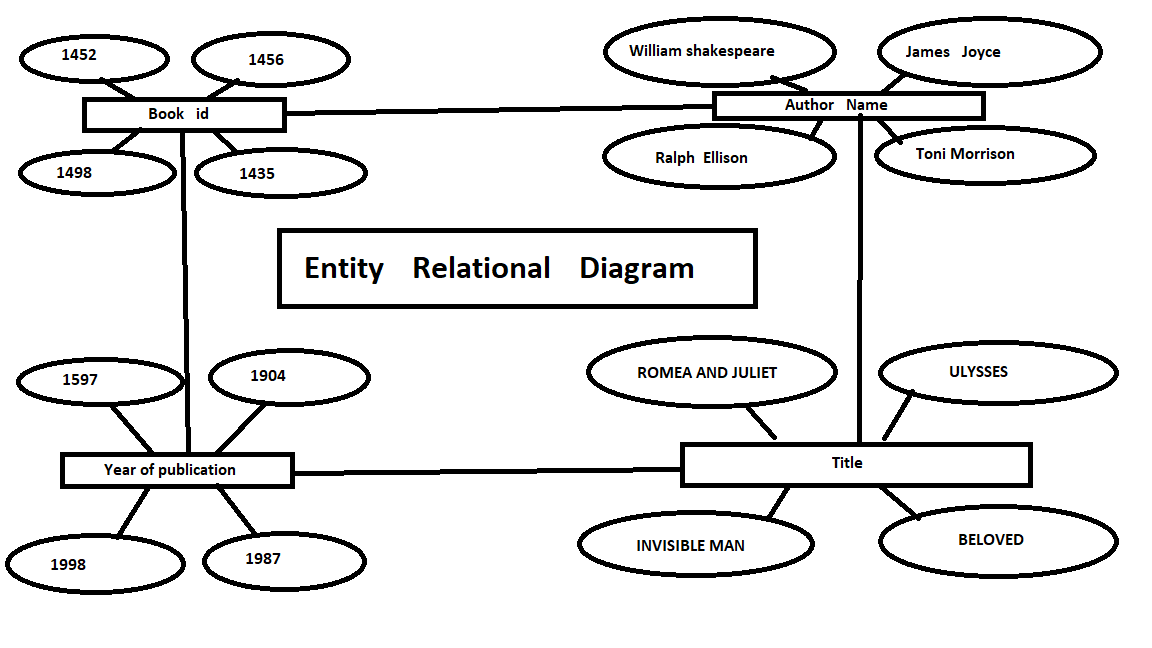 1452
1456
Book id
1498
1435
William shakespeare
James Joyce
Author Name
Ralph Ellison
Toni Morrison
Entity Relational Diagram
1597
1904
Year of publication
1998
1987
ROMEA AND JULIET
ULYSSES
Title
INVISIBLE MAN
BELOVED